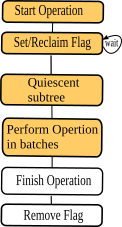 Start Operation
Set/Reclaim Flag
wait
Quiescent
subtree
Perform Opertion
in batches
Finish Operation
Remove Flag